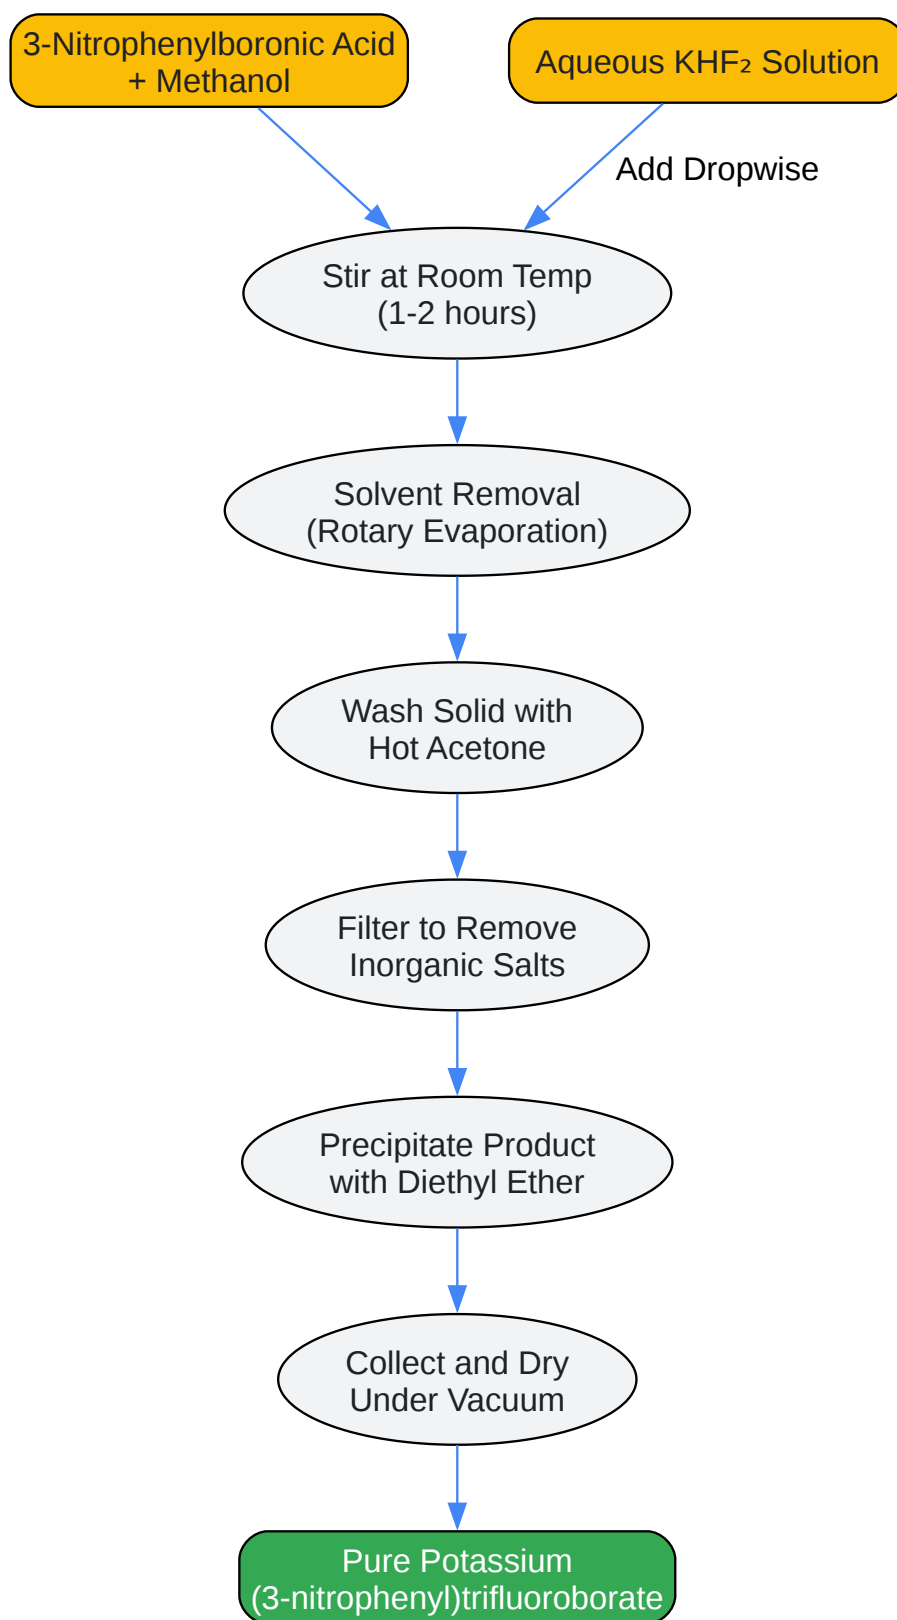 3-Nitrophenylboronic Acid
+ Methanol
Aqueous KHF₂ Solution
Add Dropwise
Stir at Room Temp
(1-2 hours)
Solvent Removal
(Rotary Evaporation)
Wash Solid with
Hot Acetone
Filter to Remove
Inorganic Salts
Precipitate Product
with Diethyl Ether
Collect and Dry
Under Vacuum
Pure Potassium
(3-nitrophenyl)trifluoroborate